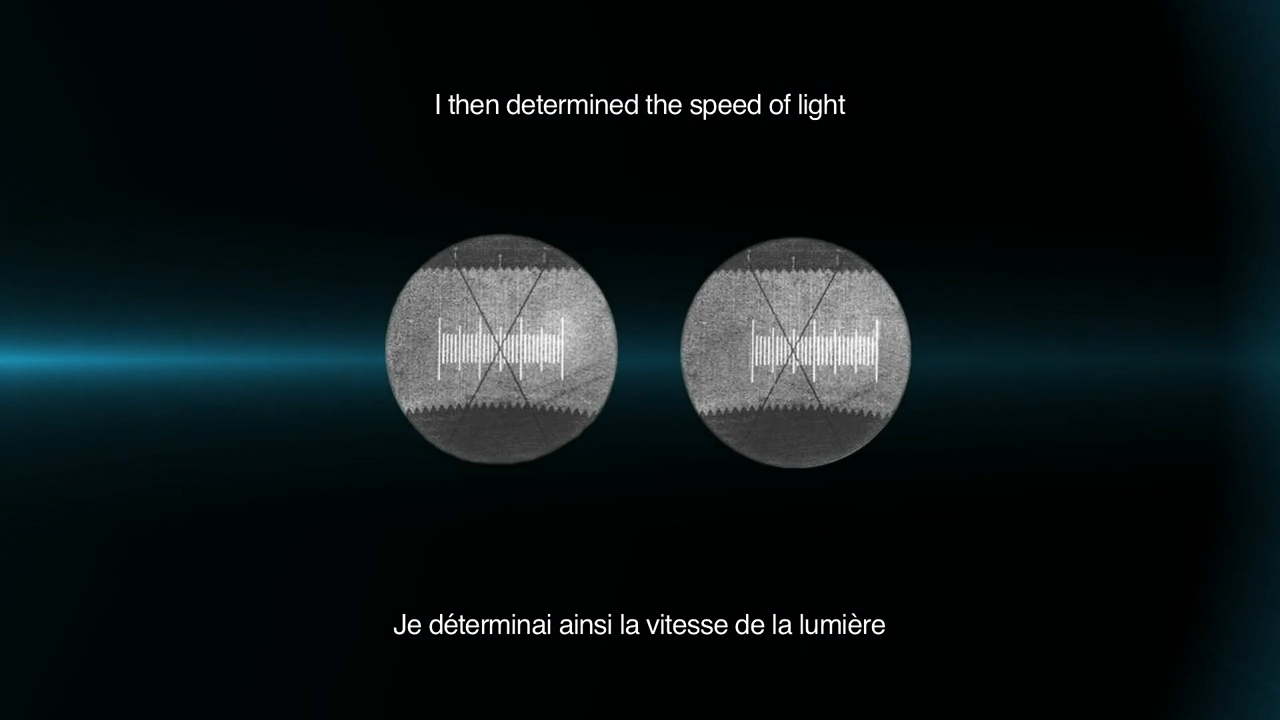 I then determined the speed of light
Je déterminai ainsi la vitesse de la lumière